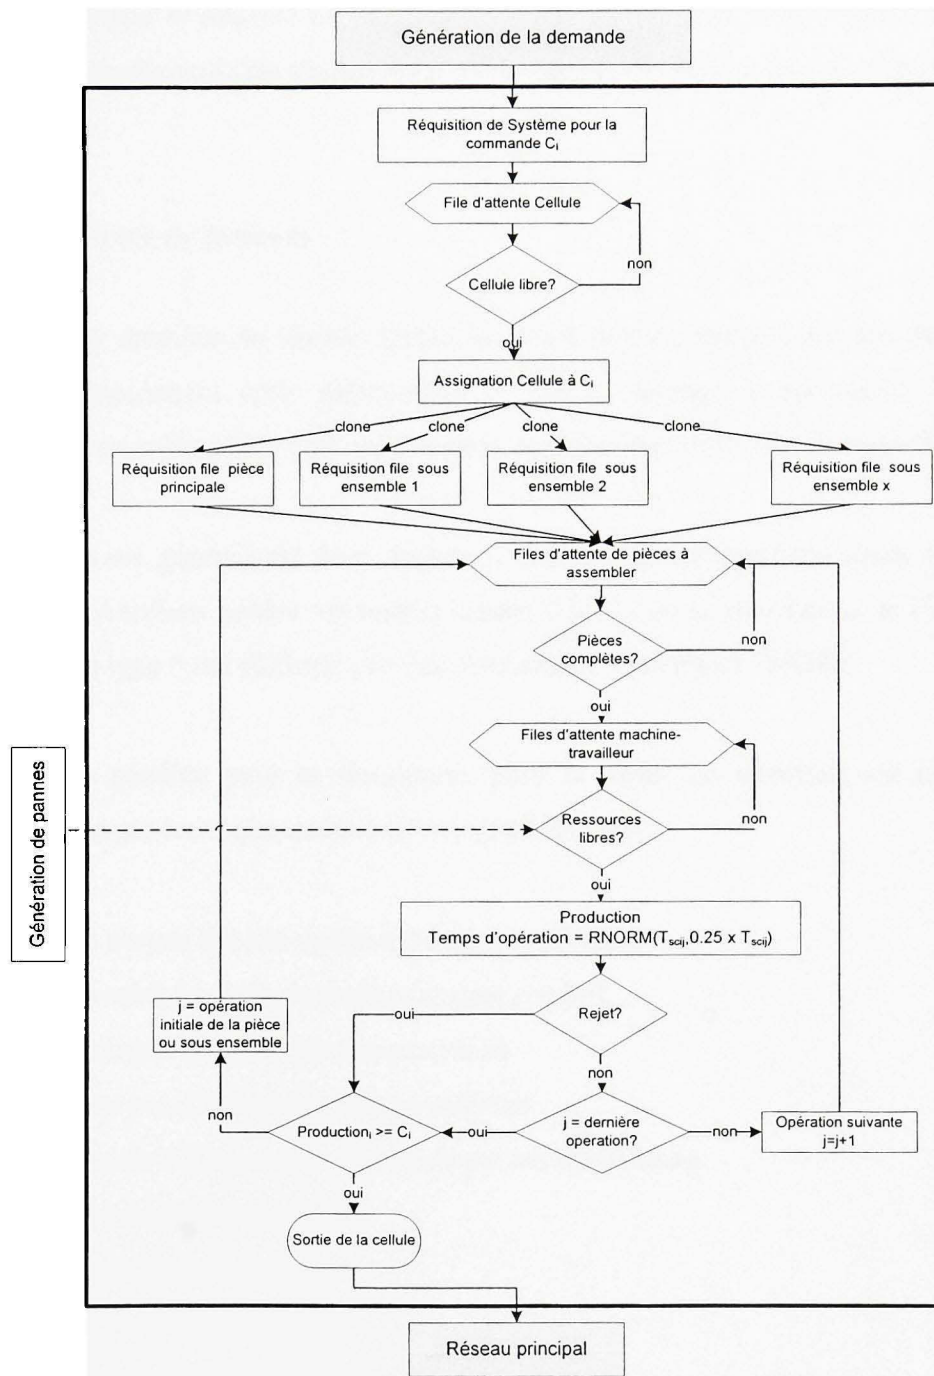 Génération de la demande
Réquisition de Système pour la
commande Ci
File d'attente Cellule
non
Cellule libre?
oui
Assignation Cellule à Ci
clone
clone
clone
clone
Réquisition file pièce
principale
Réquisition file sous
ensemble 1
Réquisition file sous
ensemble 2
Réquisition file sous
ensemble x
Files d'attente de pièces à
assembler
Pièces
complètes?
non
oui
Files d'attente machine-
travailleur
Génération de pannes
Ressources
libres?
non
oui
Production
Temps d'opération = RNORM(Tscij,0.25 x Tscij)
j = opération
initiale de la pièce
ou sous ensemble
oui
Rejet?
non
non
Productioni >= Ci
oui
j = dernière
operation?
non
Opération suivante
j=j+1
oui
Sortie de la cellule
Réseau principal